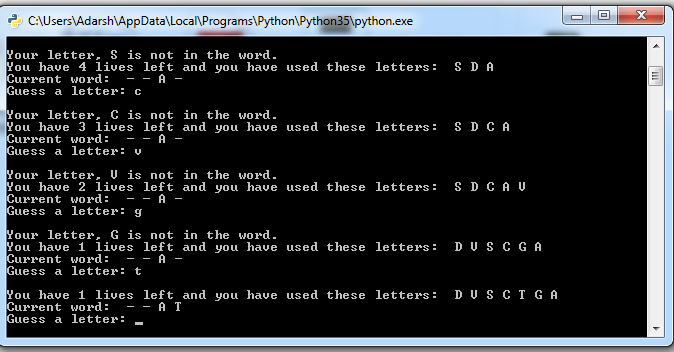 C:\Users\Adarsh\AppData\Local\Programs\Python\Python35\python.exe
Your letter, S is not in the word.
You have 4 lives left and you have used these letters:  S D A
Current word:  - - A -
Guess a letter: c
Your letter, C is not in the word.
You have 3 lives left and you have used these letters:  S D C A
Current word:  - - A -
Guess a letter: v
Your letter, V is not in the word.
You have 2 lives left and you have used these letters:  S D C A V
Current word:  - - A -
Guess a letter: g
Your letter, G is not in the word.
You have 1 lives left and you have used these letters:  D V S C G A
Current word:  - - A -
Guess a letter: t
You have 1 lives left and you have used these letters:  D V S C T G A
Current word:  - - A T
Guess a letter: _